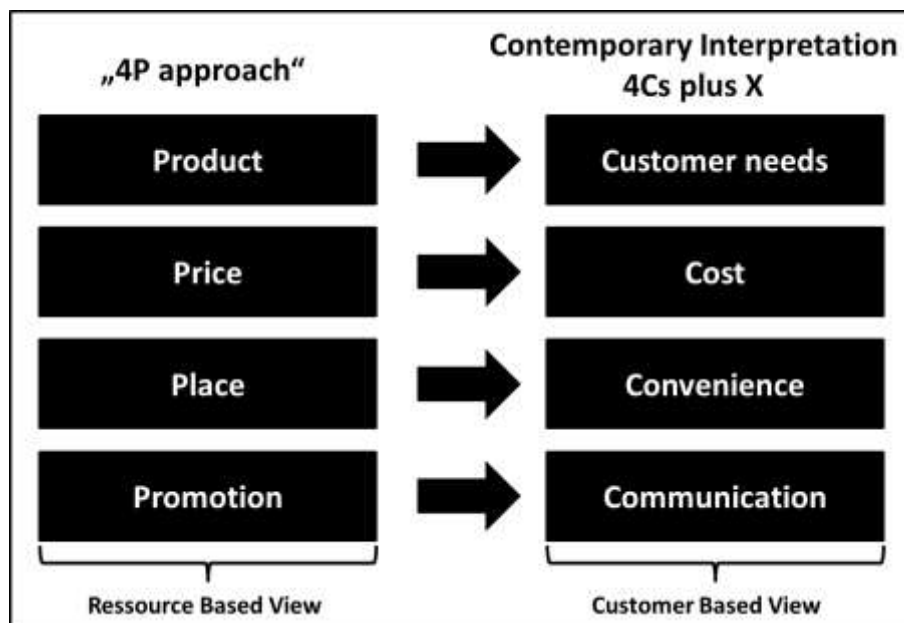 „4P approach“
Contemporary Interpretation
4Cs plus X
Product
Customer needs
Price
Cost
Place
Convenience
Promotion
Communication
Ressource Based View
Customer Based View